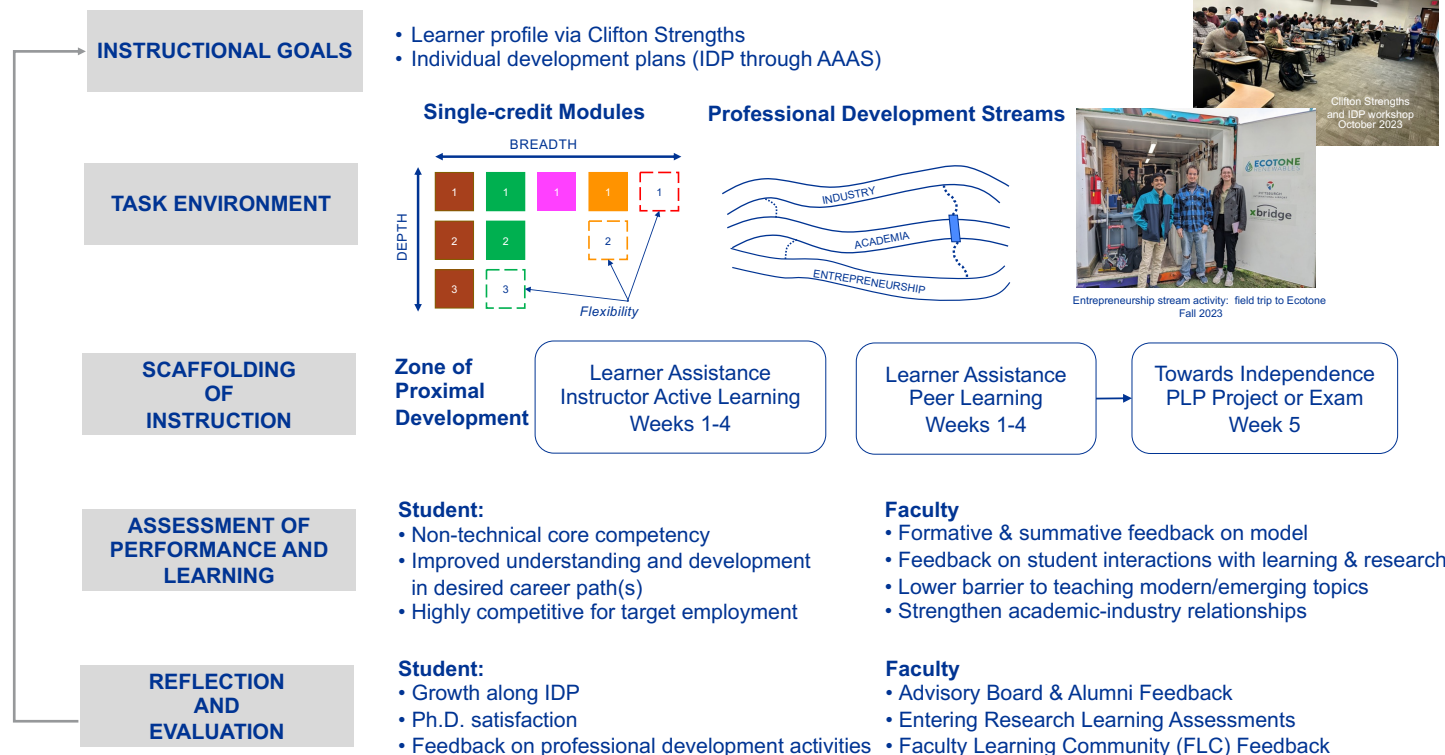 INSTRUCTIONAL GOALS
• Learner profile via Clifton Strengths
• Individual development plans (IDP through AAAS)
Clifton Strengths
and IDP workshop
October 2023
Single-credit Modules
Professional Development Streams
BREADTH
DEPTH
1 1 1 1 1
2 2 2
3 3
Flexibility
INDUSTRY
ACADEMIA
ENTREPRENEURSHIP
ECOTONE
RENEWABLES
xbridge
Entrepreneurship stream activity: field trip to Ecotone
Fall 2023
TASK ENVIRONMENT
SCAFFOLDING
OF
INSTRUCTION
Zone of
Proximal
Development
Learner Assistance
Instructor Active Learning
Weeks 1-4
Learner Assistance
Peer Learning
Weeks 1-4
Towards Independence
PLP Project or Exam
Week 5
ASSESSMENT OF
PERFORMANCE AND
LEARNING
Student:
• Non-technical core competency
• Improved understanding and development
in desired career path(s)
• Highly competitive for target employment
Faculty
• Formative & summative feedback on model
• Feedback on student interactions with learning & research
• Lower barrier to teaching modern/emerging topics
• Strengthen academic-industry relationships
REFLECTION
AND
EVALUATION
Student:
• Growth along IDP
• Ph.D. satisfaction
• Feedback on professional development activities
Faculty
• Advisory Board & Alumni Feedback
• Entering Research Learning Assessments
• Faculty Learning Community (FLC) Feedback